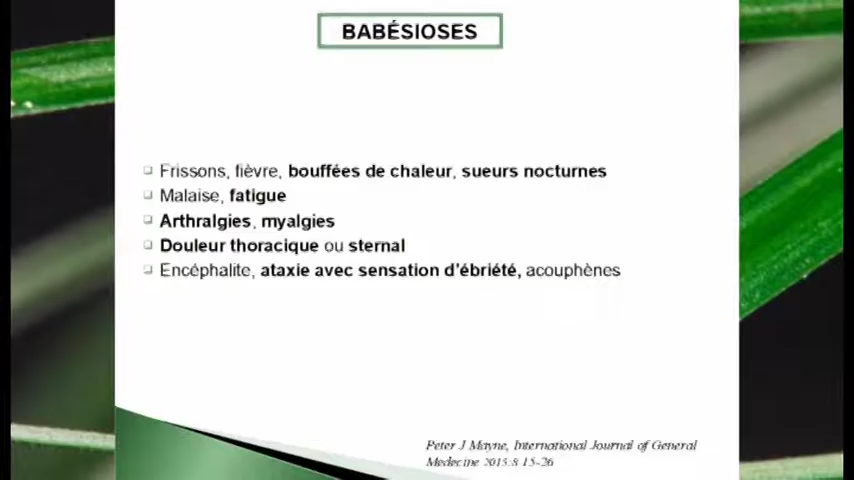 BABÉSIOSES
Frissons, fièvre, bouffées de chaleur, sueurs nocturnes
Malaise, fatigue
Arthralgies, myalgies
Douleur thoracique ou sternal
Encéphalite, ataxie avec sensation d'ébriété, acouphènes
Peter J Mayne, International Journal of General
Medecine 2015:8 15-26